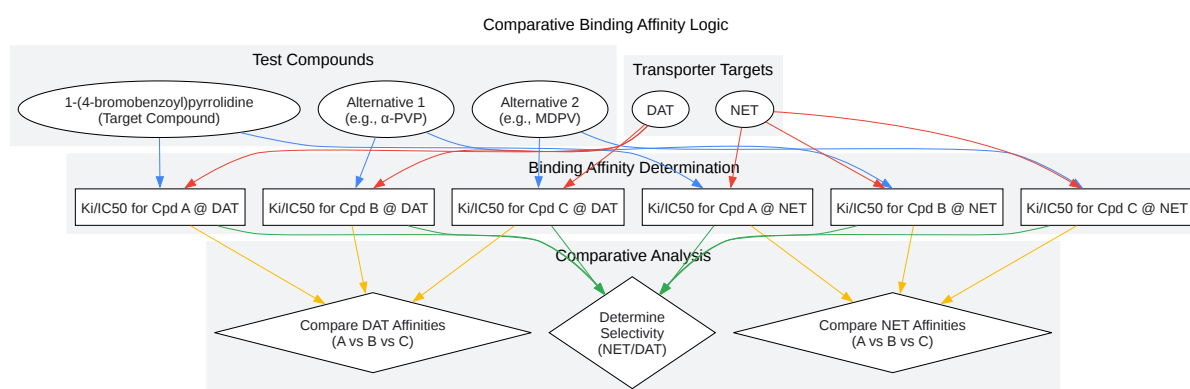 Comparative Binding Affinity Logic
Test Compounds
Transporter Targets
1-(4-bromobenzoyl)pyrrolidine
(Target Compound)
Alternative 1
(e.g., α-PVP)
Alternative 2
(e.g., MDPV)
DAT
NET
Binding Affinity Determination
Ki/IC50 for Cpd A @ DAT
Ki/IC50 for Cpd B @ DAT
Ki/IC50 for Cpd C @ DAT
Ki/IC50 for Cpd A @ NET
Ki/IC50 for Cpd B @ NET
Ki/IC50 for Cpd C @ NET
Comparative Analysis
Compare DAT Affinities
(A vs B vs C)
Determine
Selectivity
(NET/DAT)
Compare NET Affinities
(A vs B vs C)